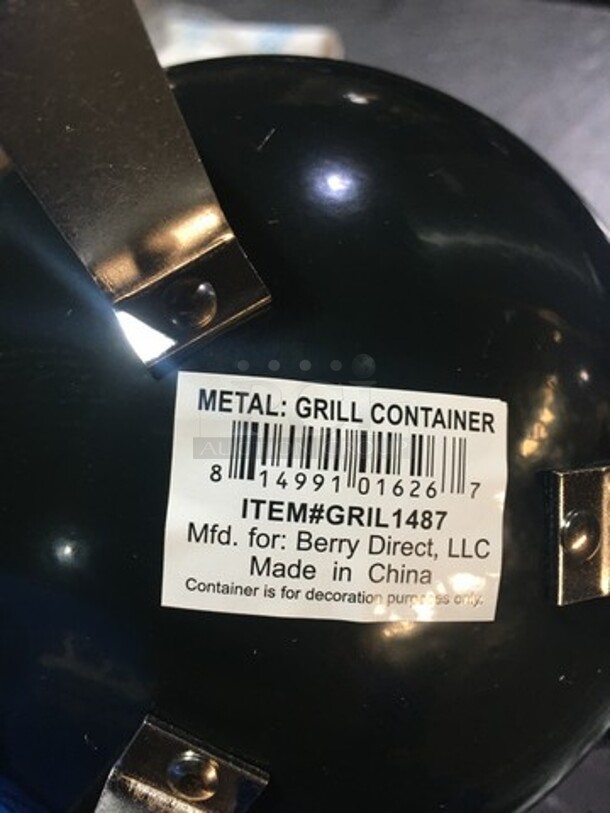 METAL: GRILL CONTAINER
8 14991 01626 7
ITEM#GRIL1487
Mfd. for: Berry Direct, LLC
Made in China
Container is for decoration purposes only.